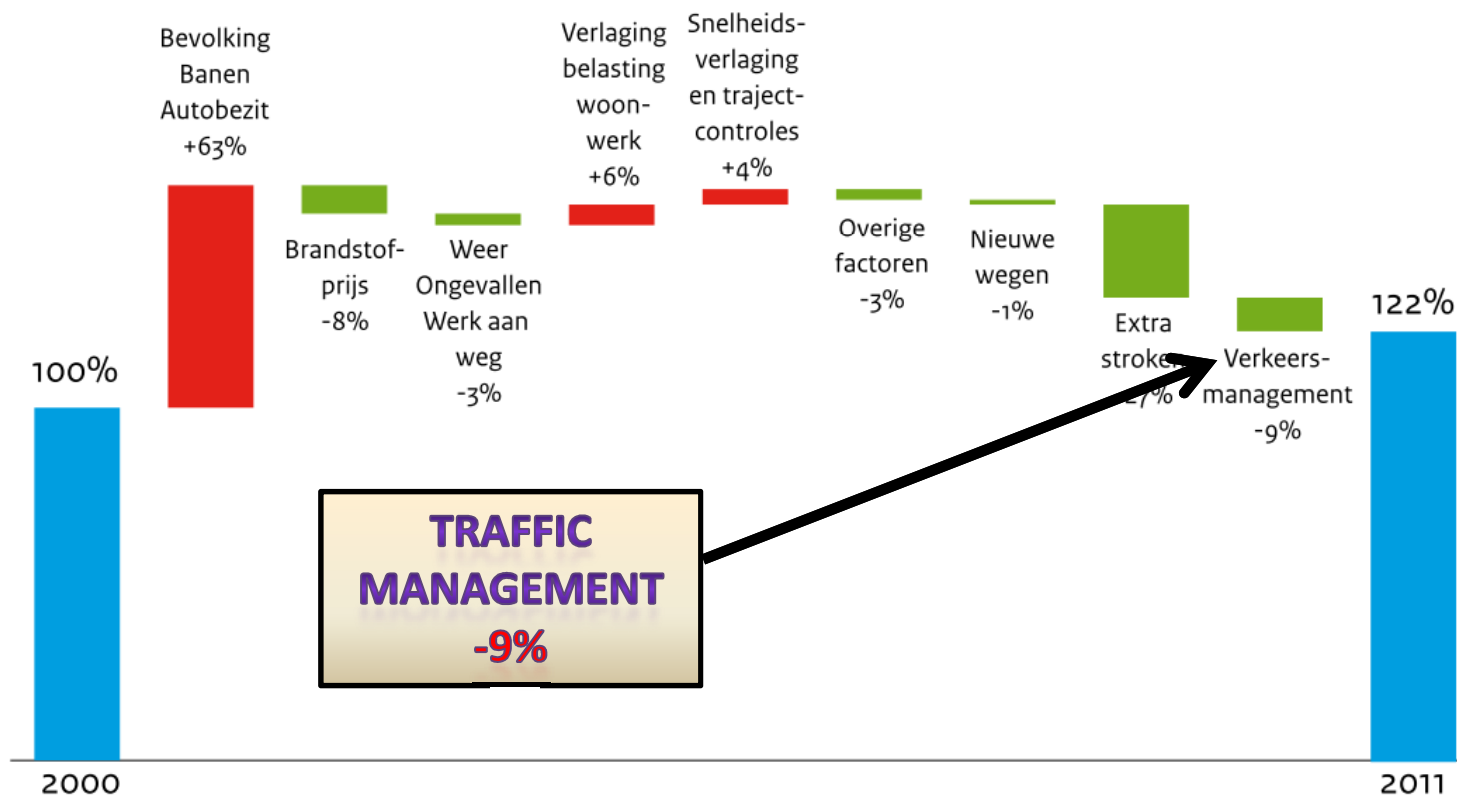 Bevolking
Banen
Autobezit
+63%
Verlaging
belasting
woon-
werk
+6%
Snelheids-
verlaging
en traject-
controles
+4%
Brandstof-
prijs
-8%
Weer
Ongevallen
Werk aan
weg
-3%
Overige
factoren
-3%
Nieuwe
wegen
-1%
Extra
stroken
-27%
Verkeers-
management
-9%
100%
122%
TRAFFIC
MANAGEMENT
-9%
2000
2011